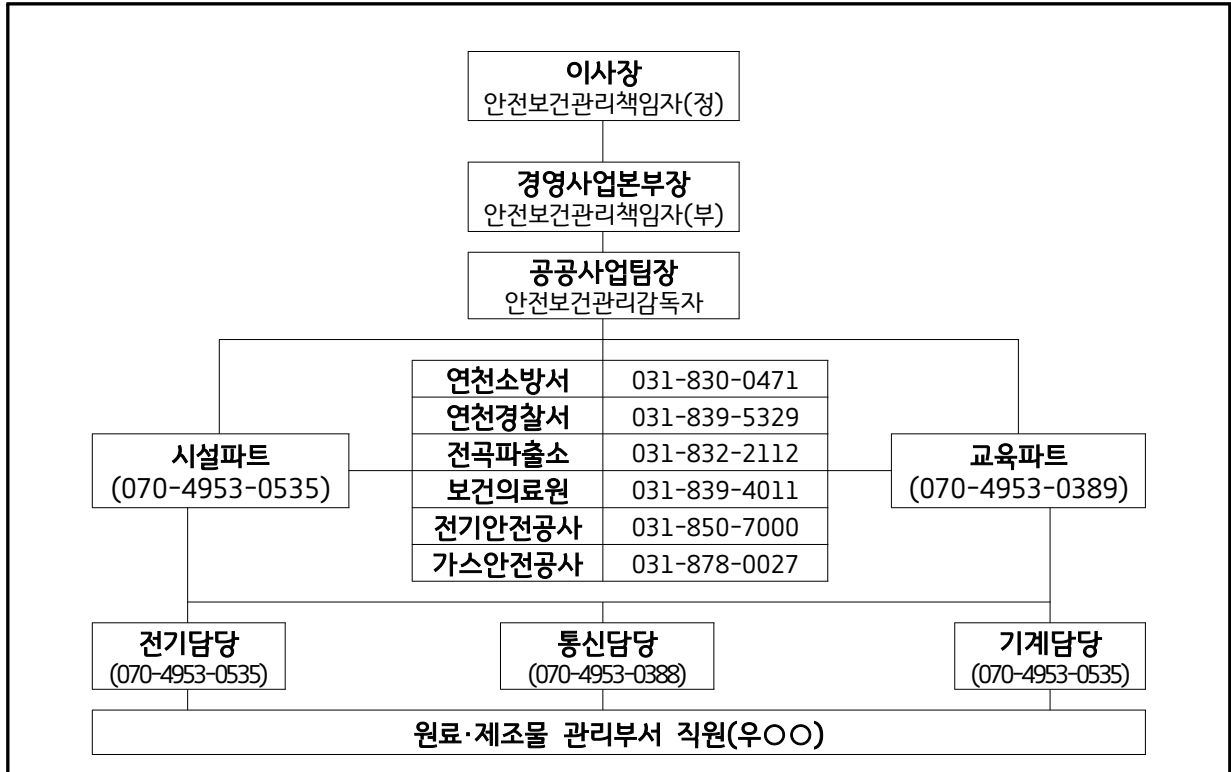 이사장
안전보건관리책임자(정)
경영사업본부장
안전보건관리책임자(부)
공공사업팀장
안전보건관리감독자
연천소방서 031-830-0471
연천경찰서 031-839-5329
전곡파출소 031-832-2112
보건의료원 031-839-4011
전기안전공사 031-850-7000
가스안전공사 031-878-0027
시설파트
(070-4953-0535)
교육파트
(070-4953-0389)
전기담당
(070-4953-0535)
통신담당
(070-4953-0388)
기계담당
(070-4953-0535)
원료·제조물 관리부서 직원(우○○)